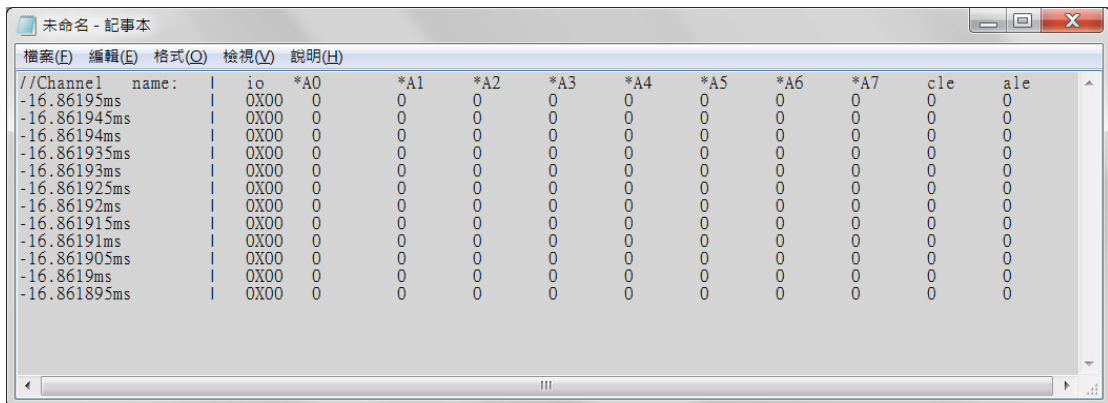 未命名 - 記事本
檔案(F) 編輯(E) 格式(O) 檢視(V) 說明(H)
//Channel name: | io *A0 *A1 *A2 *A3 *A4 *A5 *A6 *A7 cle ale
-16.86195ms | 0X00 0 0 0 0 0 0 0 0 0 0
-16.861945ms | 0X00 0 0 0 0 0 0 0 0 0 0
-16.86194ms | 0X00 0 0 0 0 0 0 0 0 0 0
-16.861935ms | 0X00 0 0 0 0 0 0 0 0 0 0
-16.86193ms | 0X00 0 0 0 0 0 0 0 0 0 0
-16.861925ms | 0X00 0 0 0 0 0 0 0 0 0 0
-16.86192ms | 0X00 0 0 0 0 0 0 0 0 0 0
-16.861915ms | 0X00 0 0 0 0 0 0 0 0 0 0
-16.86191ms | 0X00 0 0 0 0 0 0 0 0 0 0
-16.861905ms | 0X00 0 0 0 0 0 0 0 0 0 0
-16.8619ms | 0X00 0 0 0 0 0 0 0 0 0 0
-16.861895ms | 0X00 0 0 0 0 0 0 0 0 0 0